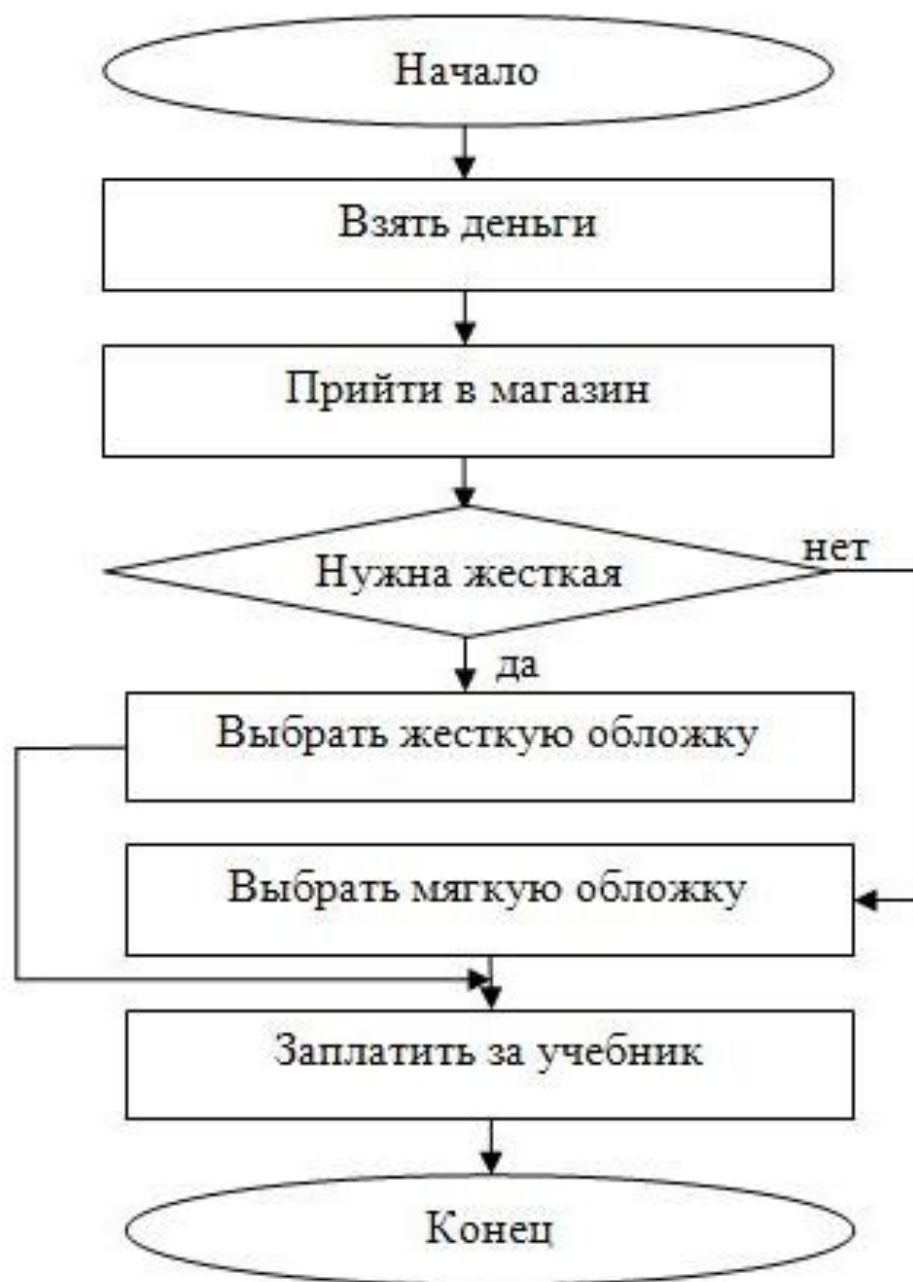 Начало
Взять деньги
Прийти в магазин
Нужна жесткая
нет
да
Выбрать жесткую обложку
Выбрать мягкую обложку
Заплатить за учебник
Конец